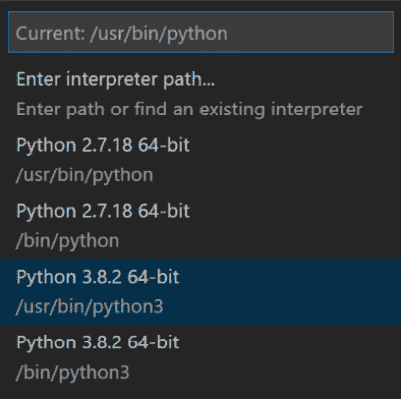 Current: /usr/bin/python
Enter interpreter path...
Enter path or find an existing interpreter
Python 2.7.18 64-bit
/usr/bin/python
Python 2.7.18 64-bit
/bin/python
Python 3.8.2 64-bit
/usr/bin/python3
Python 3.8.2 64-bit
/bin/python3